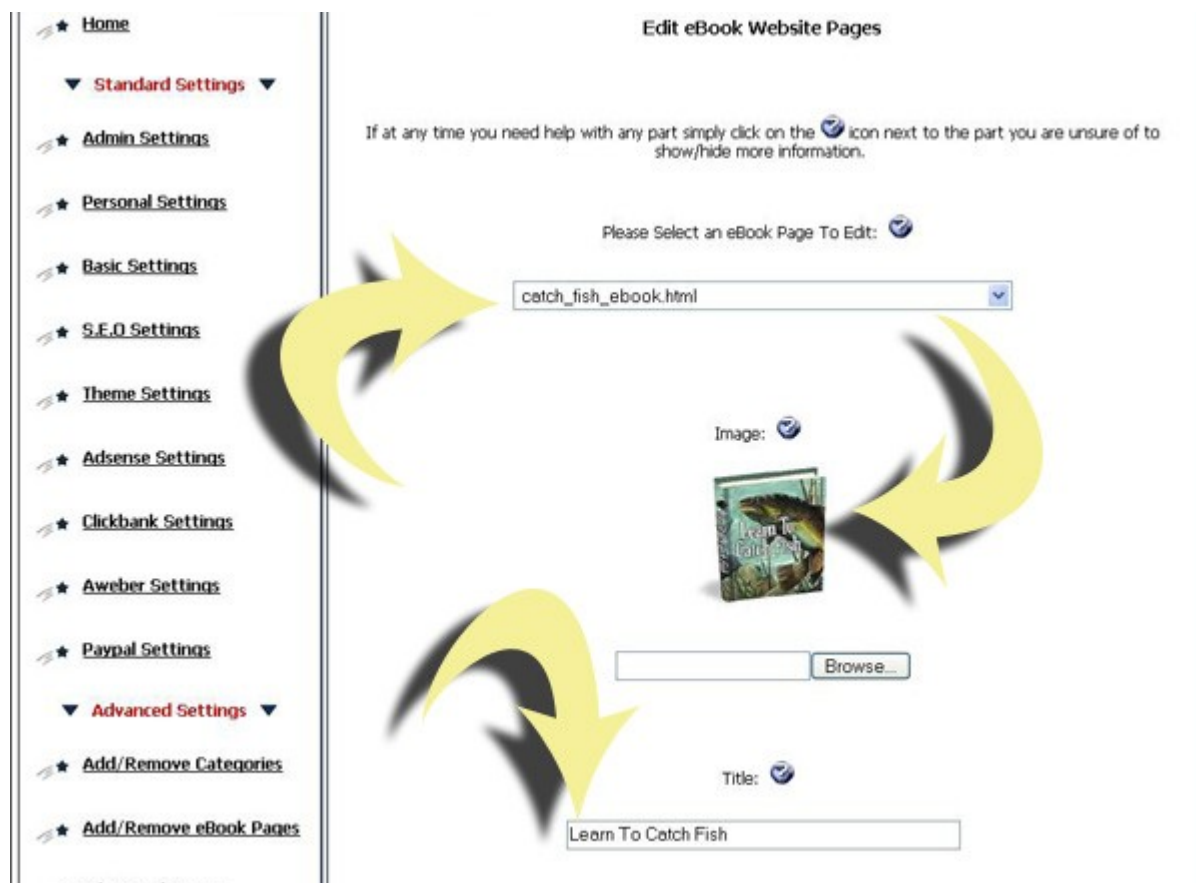 Home
Standard Settings
Admin Settings
Personal Settings
Basic Settings
S.E.O Settings
Theme Settings
Adsense Settings
Clickbank Settings
Aweber Settings
Paypal Settings
Advanced Settings
Add/Remove Categories
Add/Remove eBook Pages
Edit eBook Website Pages
If at any time you need help with any part simply click on the icon next to the part you are unsure of to
show/hide more information.
Please Select an eBook Page To Edit:
catch_fish_ebook.html
Image:
Learn To
Catch Fish
Browse...
Title:
Learn To Catch Fish